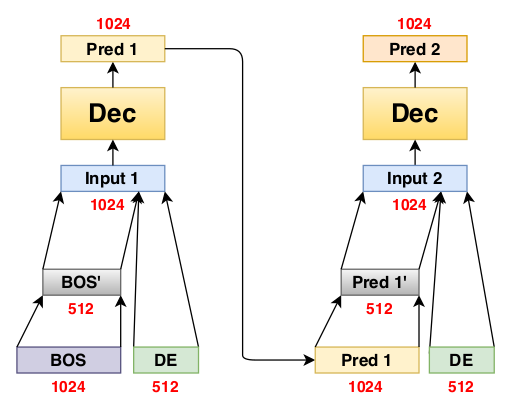 1024
Pred 1
Dec
Input 1
1024
BOS'
512
BOS
DE
1024
512
1024
Pred 2
Dec
Input 2
1024
Pred 1'
512
Pred 1
DE
1024
512